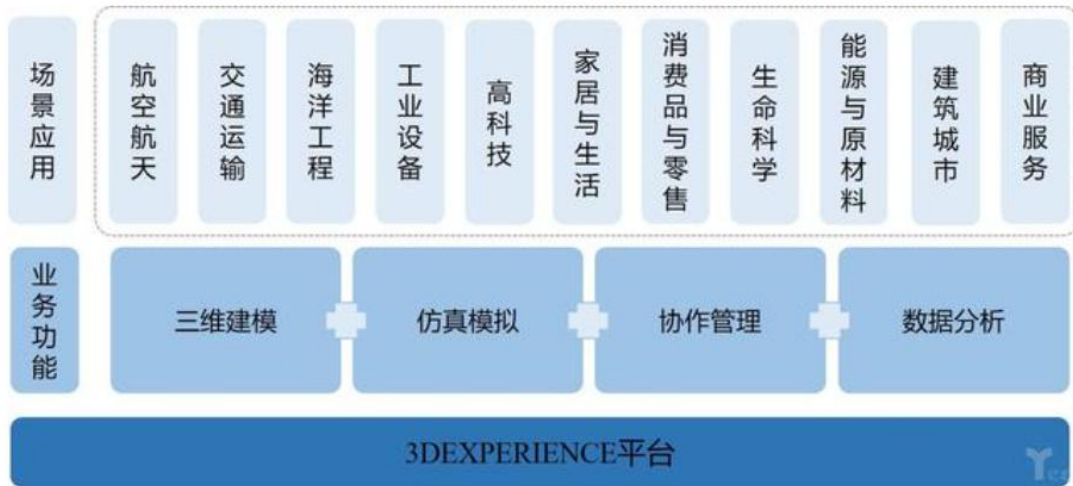 场景应用
航空航天
交通运输
海洋工程
工业设备
高科技
家居与生活
消费品与零售
生命科学
能源与原材料
建筑城市
商业服务
业务功能
三维建模
仿真模拟
协作管理
数据分析
3DEXPERIENCE平台